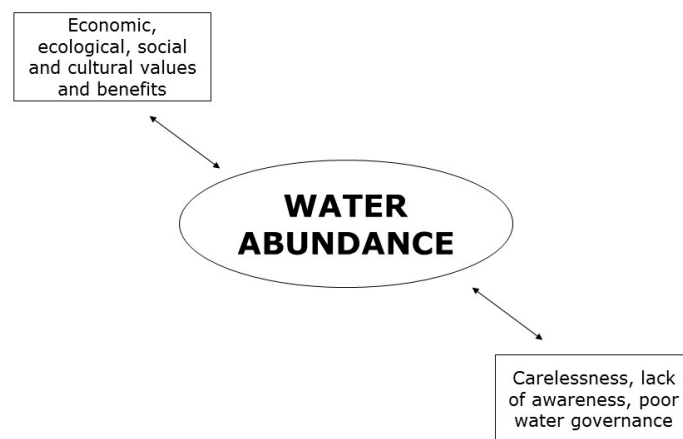 Economic,
ecological, social
and cultural values
and benefits
WATER
ABUNDANCE
Carelessness, lack
of awareness, poor
water governance